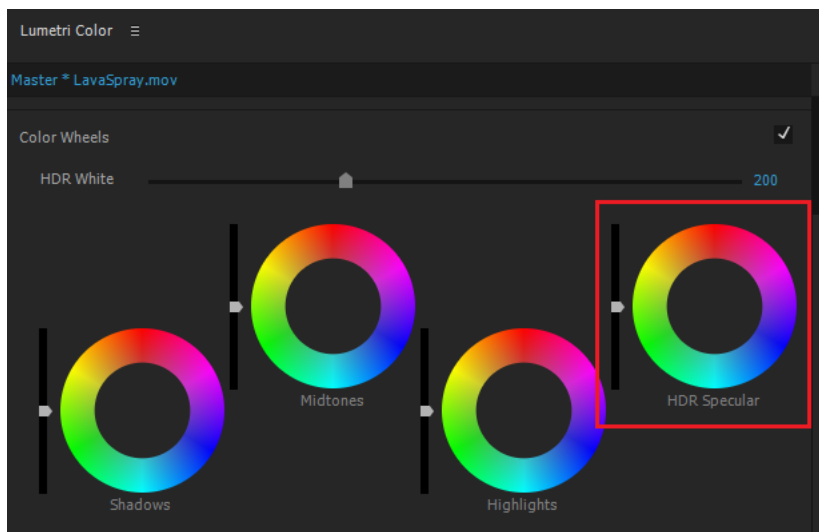 Lumetri Color
Master * LavaSpray.mov
Color Wheels
HDR White 200
Midtones
HDR Specular
Shadows
Highlights